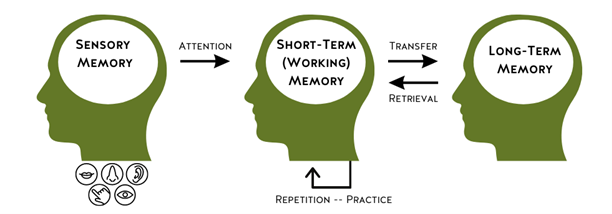 SENSORY
MEMORY
ATTENTION
SHORT-TERM
(WORKING)
MEMORY
TRANSFER
RETRIEVAL
LONG-TERM
MEMORY
REPETITION -- PRACTICE